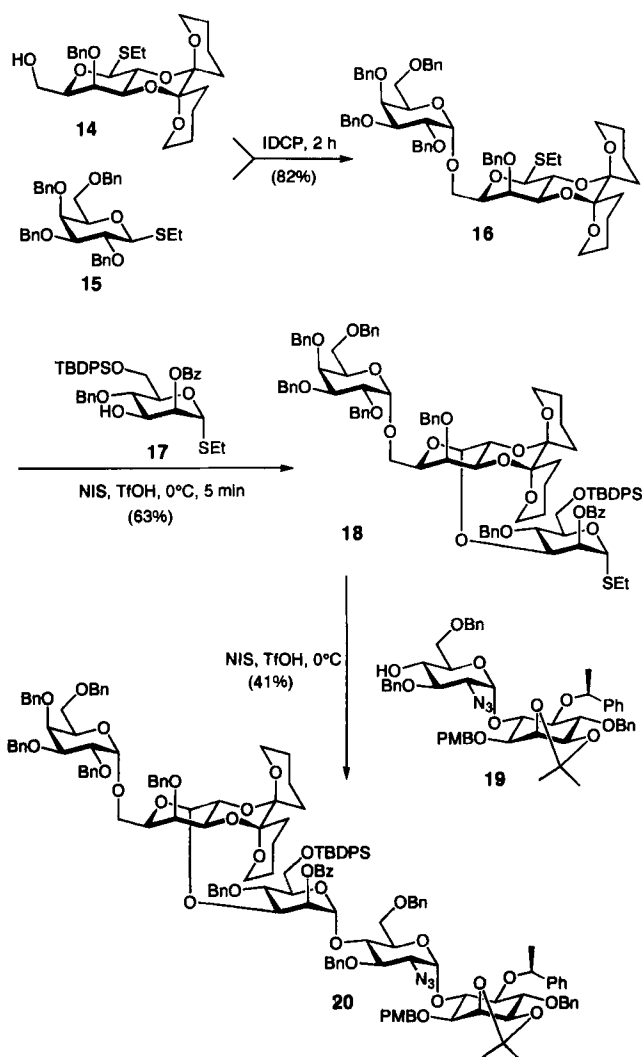 HO
BnO
SEt
O
O
O
O
O
14
BnO
OBn
O
BnO
OBn
SEt
15
IDCP, 2 h
(82%)
BnO
OBn
O
BnO
BnO
O
BnO
SEt
O
O
O
O
O
16
TBDPSO
OBz
BnO
O
HO
SEt
17
NIS, TfOH, 0°C, 5 min
(63%)
BnO
OBn
O
BnO
BnO
O
BnO
O
O
O
O
O
OTBDPS
OBz
BnO
O
O
SEt
18
NIS, TfOH, 0°C
(41%)
OBn
HO
O
BnO
N3
O
O
Ph
O
OBn
PMBO
O
19
BnO
OBn
O
BnO
BnO
O
BnO
O
O
O
O
O
OTBDPS
OBz
BnO
O
O
O
OBn
O
BnO
N3
O
O
Ph
O
OBn
PMBO
O
20